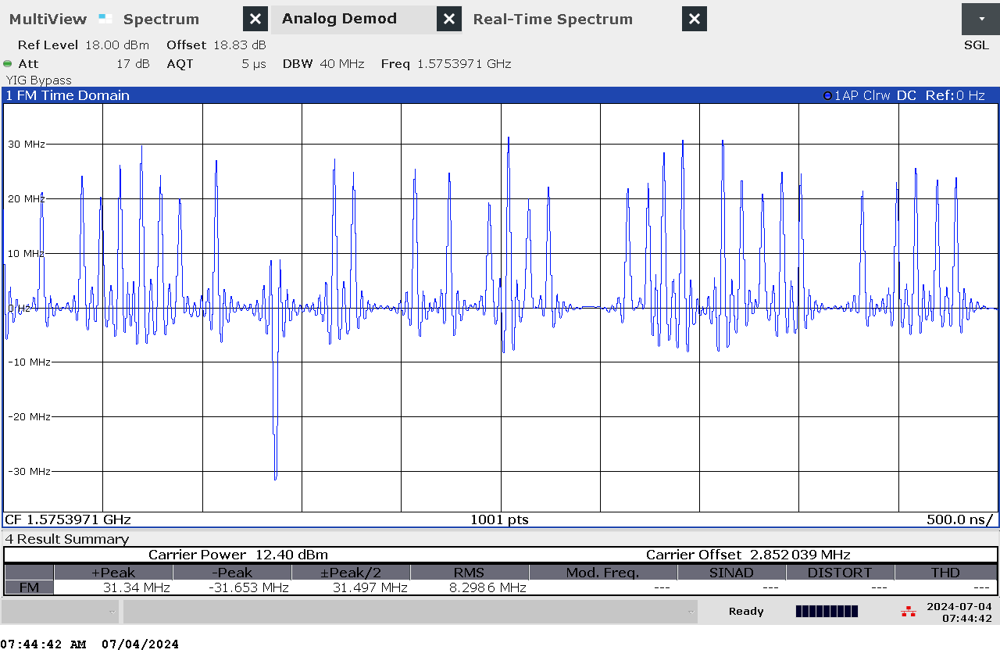 MultiView Spectrum Analog Demod Real-Time Spectrum
Ref Level 18.00 dBm Offset 18.83 dB SGL
Att 17 dB AQT 5 µs DBW 40 MHz Freq 1.5753971 GHz
YIG Bypass
1 FM Time Domain 1AP Clrw DC Ref:0 Hz
30 MHz
20 MHz
10 MHz
0 Hz
-10 MHz
-20 MHz
-30 MHz
CF 1.5753971 GHz 1001 pts 500.0 ns/
4 Result Summary
Carrier Power 12.40 dBm Carrier Offset 2.852039 MHz
+Peak -Peak ±Peak/2 RMS Mod. Freq. SINAD DISTORT THD
FM 31.34 MHz -31.653 MHz 31.497 MHz 8.2986 MHz --- --- --- ---
Ready 2024-07-04
07:44:42
07:44:42 AM 07/04/2024